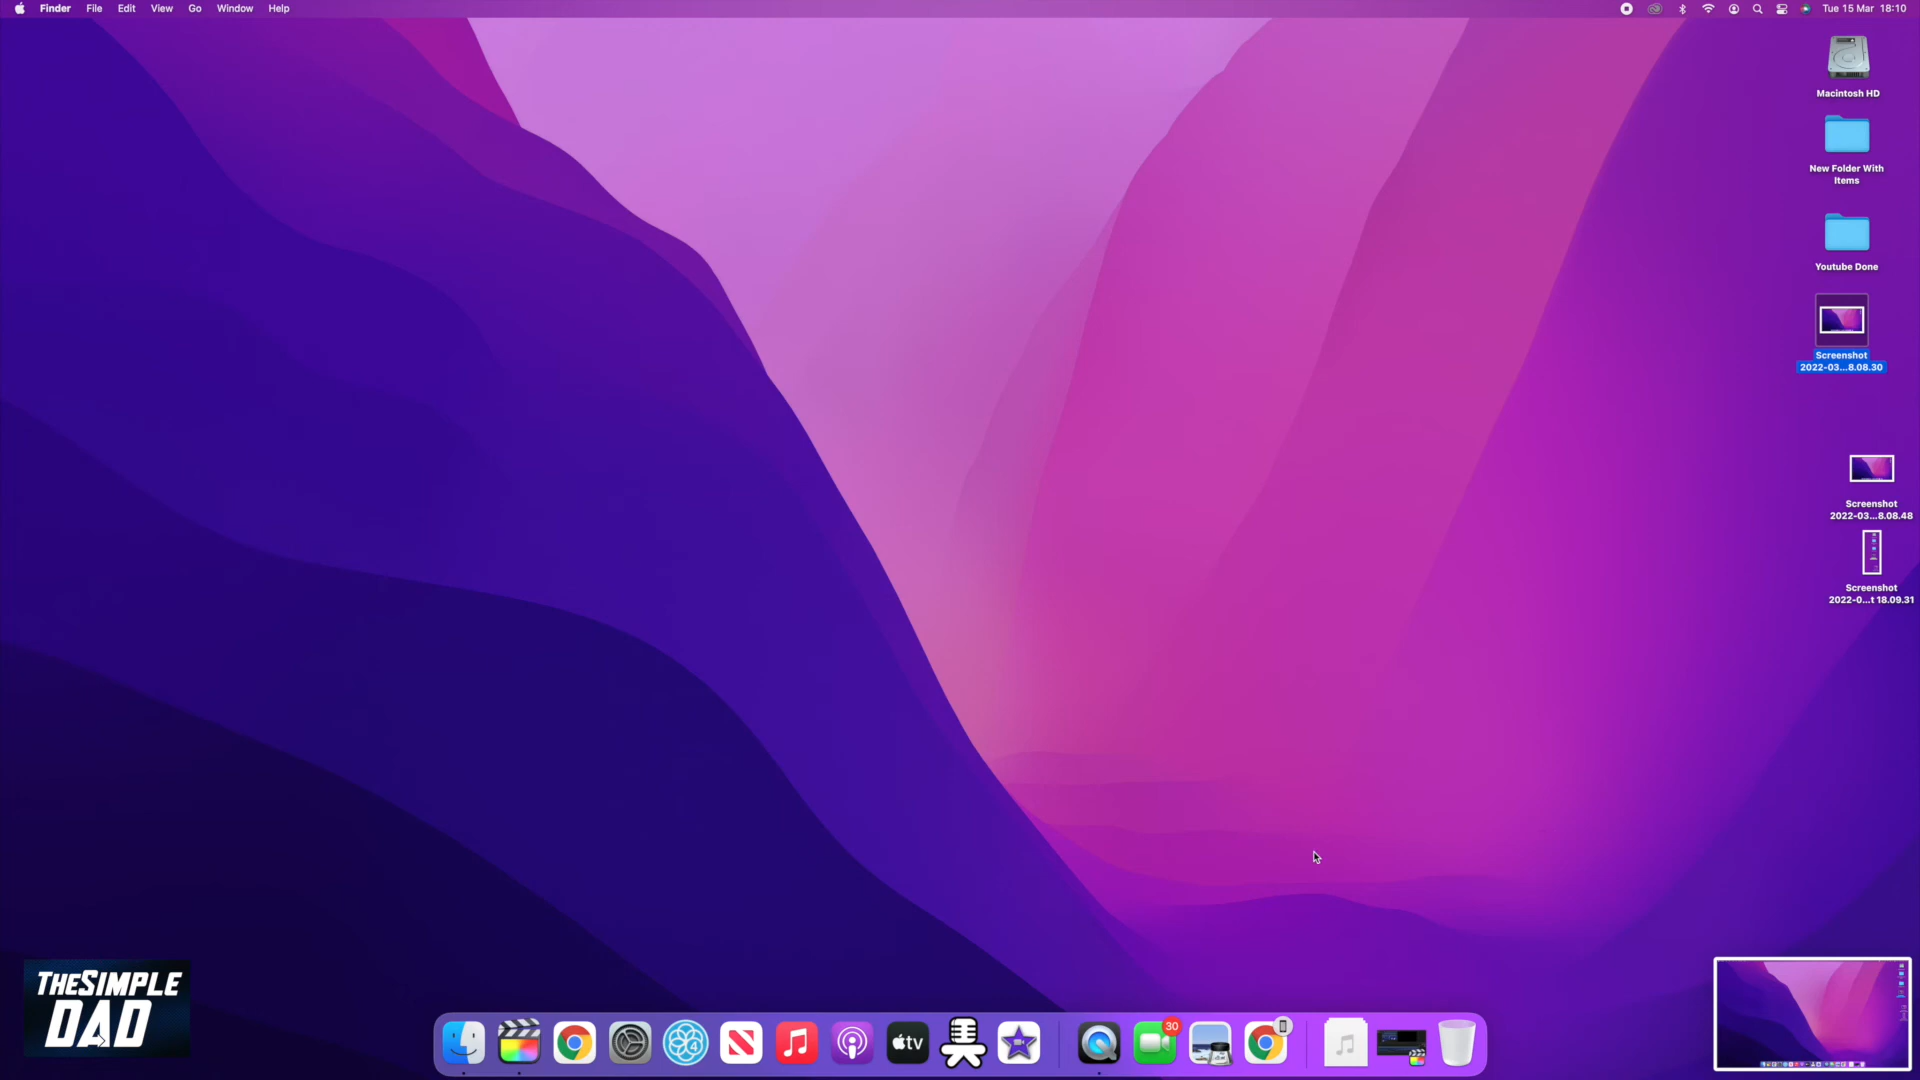 Finder File Edit View Go Window Help
Tue 15 Mar 18:10
Macintosh HD
New Folder With
Items
Youtube Done
Screenshot
2022-03...8.08.30
Screenshot
2022-03...8.08.48
Screenshot
2022-0...t 18.09.31
THESIMPLE
DAD
4
tv
30